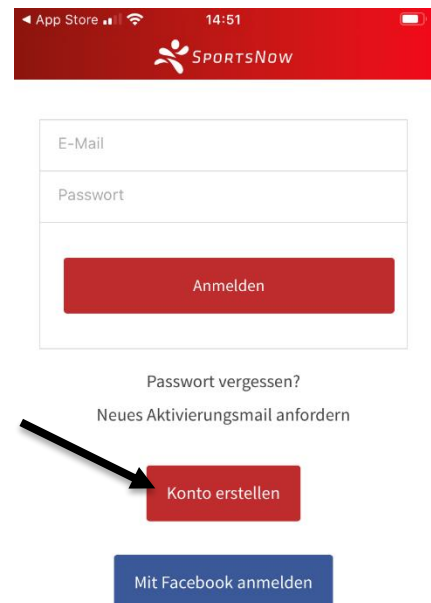 App Store 14:51
SPORTSNOW
E-Mail
Passwort
Anmelden
Passwort vergessen?
Neues Aktivierungsmail anfordern
Konto erstellen
Mit Facebook anmelden